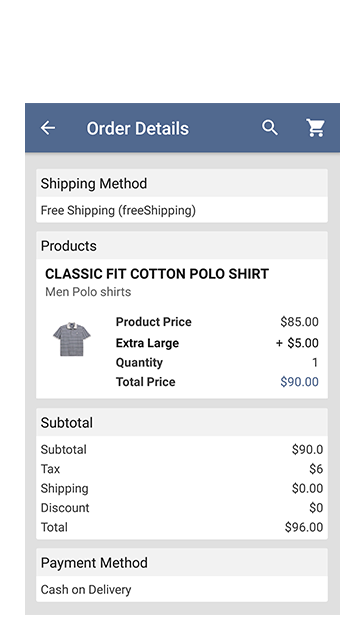 Order Details
Shipping Method
Free Shipping (freeShipping)
Products
CLASSIC FIT COTTON POLO SHIRT
Men Polo shirts
Product Price $85.00
Extra Large + $5.00
Quantity 1
Total Price $90.00
Subtotal
Subtotal $90.0
Tax $6
Shipping $0.00
Discount $0
Total $96.00
Payment Method
Cash on Delivery